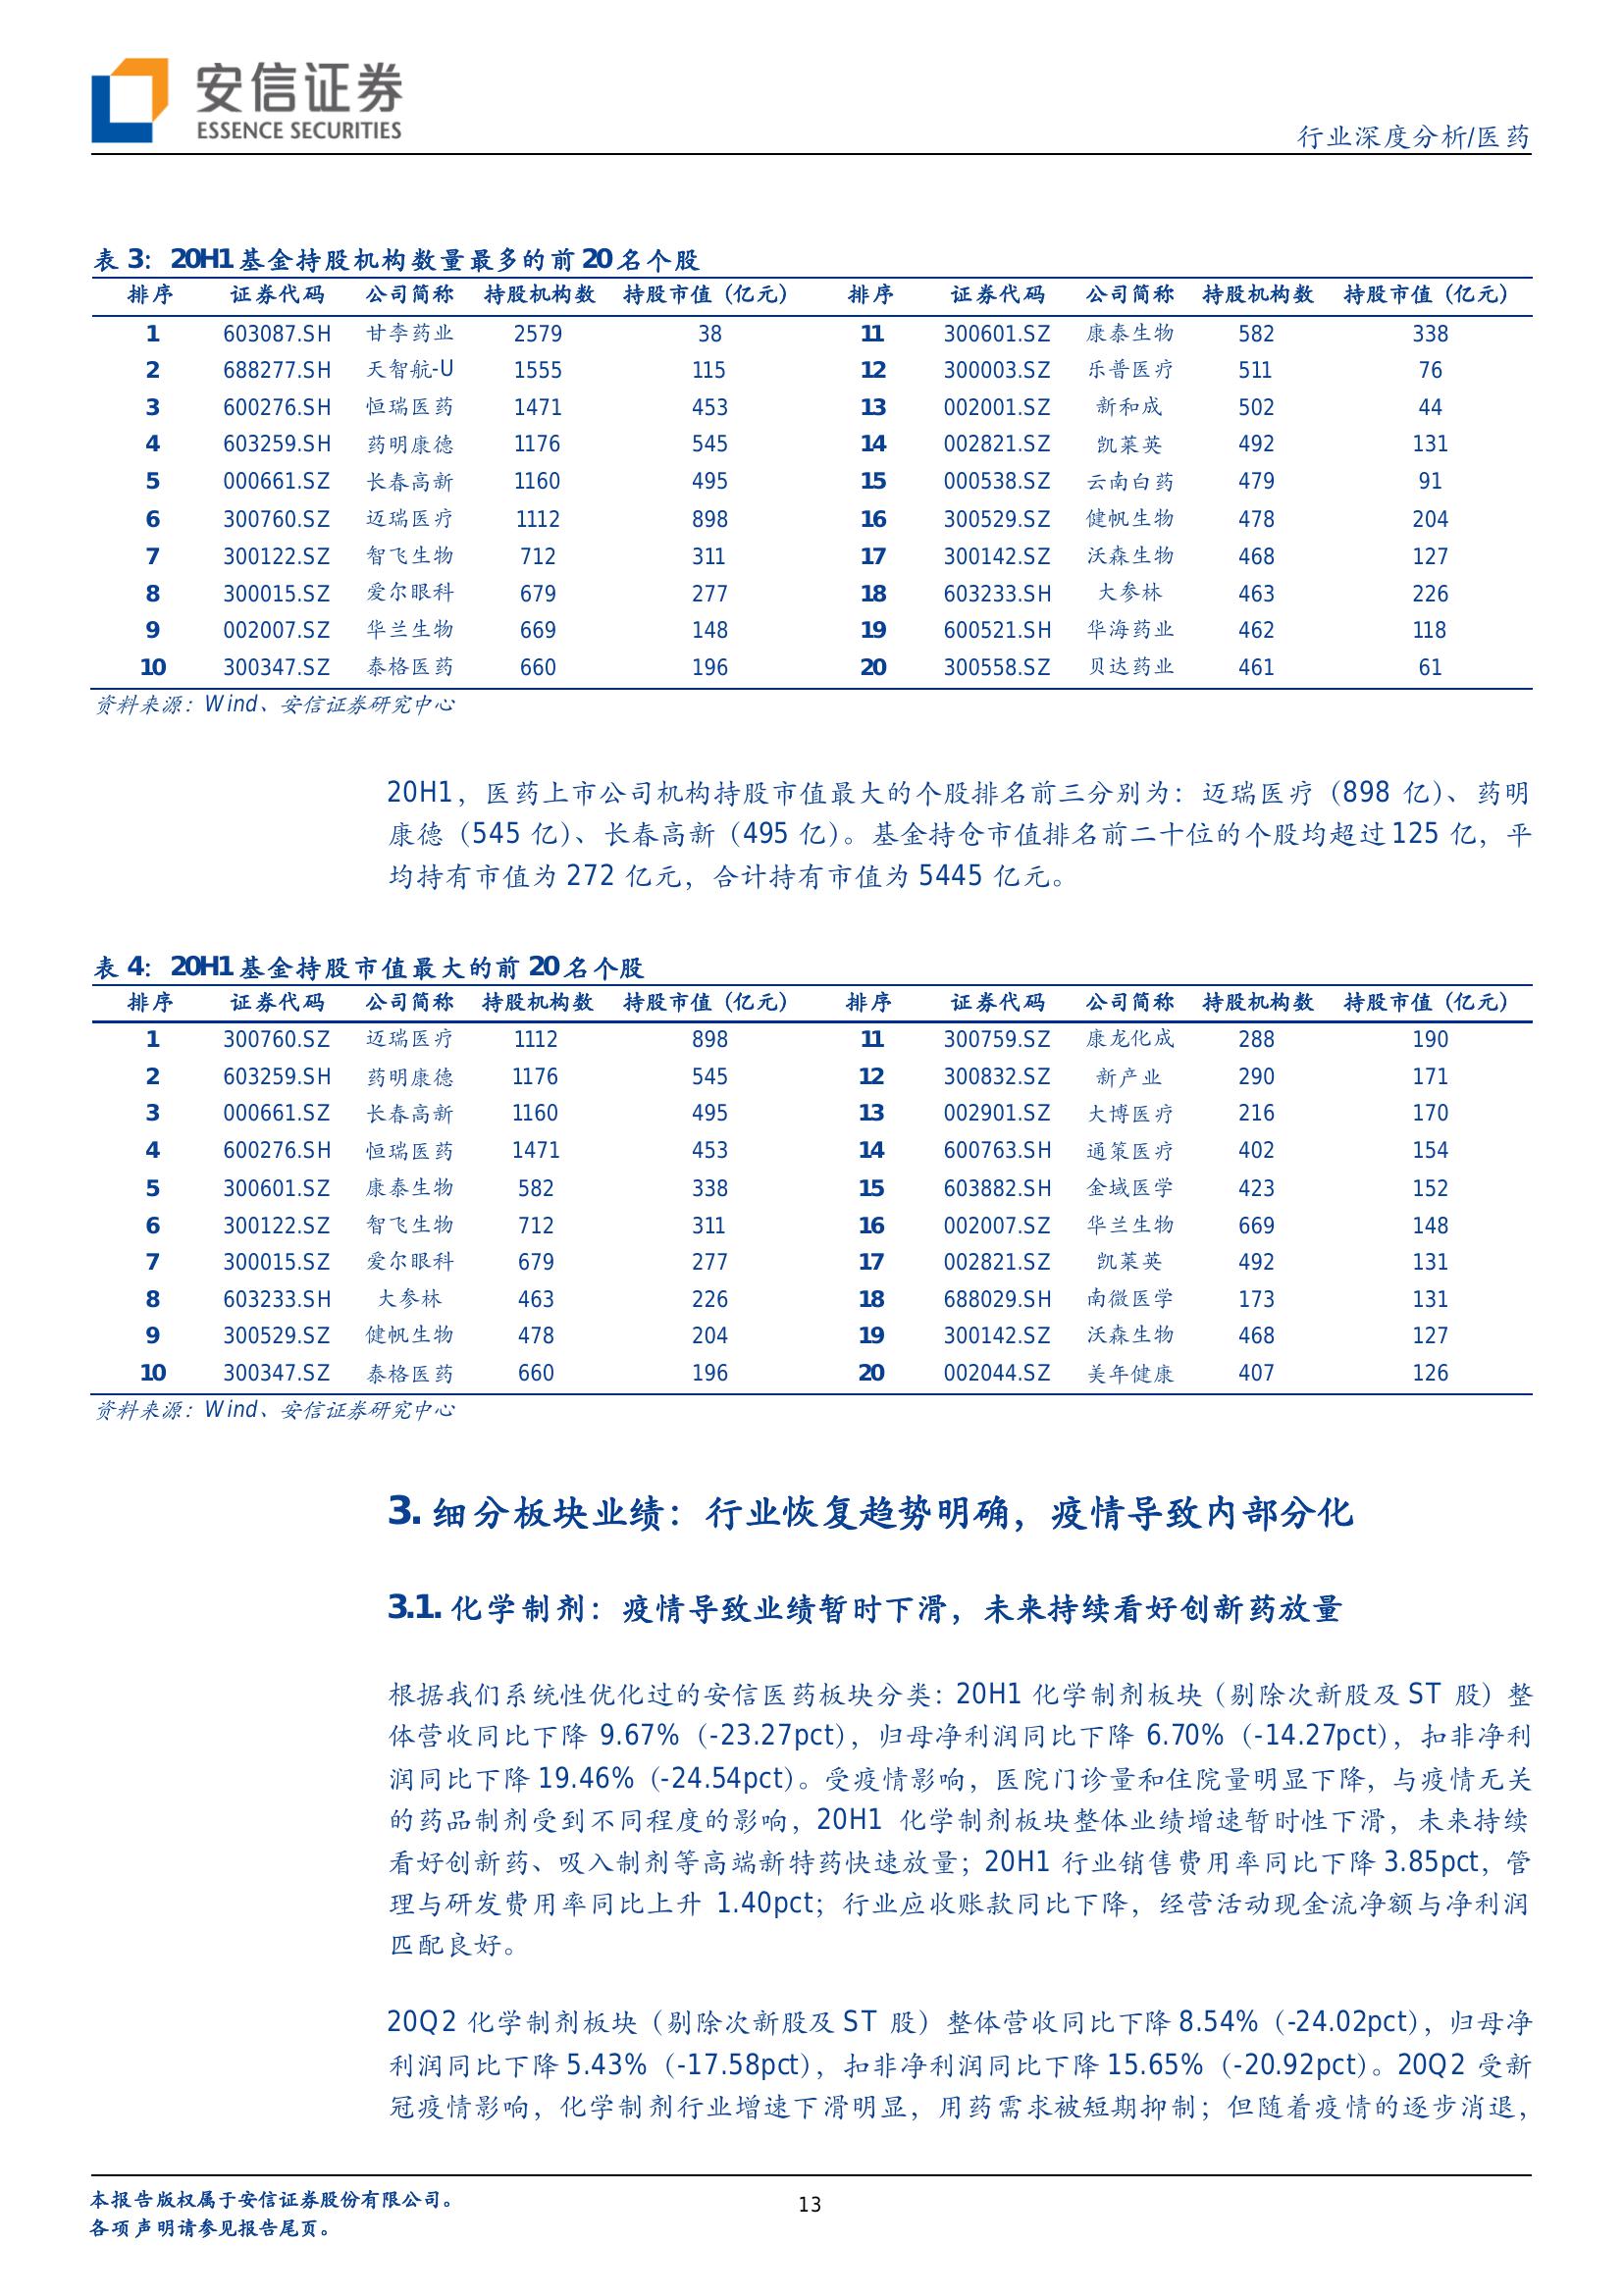 安信证券
ESSENCE SECURITIES
行业深度分析/医药
表 3：20H1 基金持股机构数量最多的前 20 名个股
排序 证券代码 公司简称 持股机构数 持股市值（亿元） 排序 证券代码 公司简称 持股机构数 持股市值（亿元）
1 603087.SH 甘李药业 2579 38 11 300601.SZ 康泰生物 582 338
2 688277.SH 天智航-U 1555 115 12 300003.SZ 乐普医疗 511 76
3 600276.SH 恒瑞医药 1471 453 13 002001.SZ 新和成 502 44
4 603259.SH 药明康德 1176 545 14 002821.SZ 凯莱英 492 131
5 000661.SZ 长春高新 1160 495 15 000538.SZ 云南白药 479 91
6 300760.SZ 迈瑞医疗 1112 898 16 300529.SZ 健帆生物 478 204
7 300122.SZ 智飞生物 712 311 17 300142.SZ 沃森生物 468 127
8 300015.SZ 爱尔眼科 679 277 18 603233.SH 大参林 463 226
9 002007.SZ 华兰生物 669 148 19 600521.SH 华海药业 462 118
10 300347.SZ 泰格医药 660 196 20 300558.SZ 贝达药业 461 61
资料来源：Wind、安信证券研究中心
20H1，医药上市公司机构持股市值最大的个股排名前三分别为：迈瑞医疗（898 亿）、药明
康德（545 亿）、长春高新（495 亿）。基金持仓市值排名前二十位的个股均超过 125 亿，平
均持有市值为 272 亿元，合计持有市值为 5445 亿元。
表 4：20H1 基金持股市值最大的前 20 名个股
排序 证券代码 公司简称 持股机构数 持股市值（亿元） 排序 证券代码 公司简称 持股机构数 持股市值（亿元）
1 300760.SZ 迈瑞医疗 1112 898 11 300759.SZ 康龙化成 288 190
2 603259.SH 药明康德 1176 545 12 300832.SZ 新产业 290 171
3 000661.SZ 长春高新 1160 495 13 002901.SZ 大博医疗 216 170
4 600276.SH 恒瑞医药 1471 453 14 600763.SH 通策医疗 402 154
5 300601.SZ 康泰生物 582 338 15 603882.SH 金域医学 423 152
6 300122.SZ 智飞生物 712 311 16 002007.SZ 华兰生物 669 148
7 300015.SZ 爱尔眼科 679 277 17 002821.SZ 凯莱英 492 131
8 603233.SH 大参林 463 226 18 688029.SH 南微医学 173 131
9 300529.SZ 健帆生物 478 204 19 300142.SZ 沃森生物 468 127
10 300347.SZ 泰格医药 660 196 20 002044.SZ 美年健康 407 126
资料来源：Wind、安信证券研究中心
3. 细分板块业绩：行业恢复趋势明确，疫情导致内部分化
3.1. 化学制剂：疫情导致业绩暂时下滑，未来持续看好创新药放量
根据我们系统性优化过的安信医药板块分类：20H1 化学制剂板块（剔除次新股及 ST 股）整
体营收同比下降 9.67%（-23.27pct），归母净利润同比下降 6.70%（-14.27pct），扣非净利
润同比下降 19.46%（-24.54pct）。受疫情影响，医院门诊量和住院量明显下降，与疫情无关
的药品制剂受到不同程度的影响，20H1 化学制剂板块整体业绩增速暂时性下滑，未来持续
看好创新药、吸入制剂等高端新特药快速放量；20H1 行业销售费用率同比下降 3.85pct，管
理与研发费用率同比上升 1.40pct；行业应收账款同比下降，经营活动现金流净额与净利润
匹配良好。
20Q2 化学制剂板块（剔除次新股及 ST 股）整体营收同比下降 8.54%（-24.02pct），归母净
利润同比下降 5.43%（-17.58pct），扣非净利润同比下降 15.65%（-20.92pct）。20Q2 受新
冠疫情影响，化学制剂行业增速下滑明显，用药需求被短期抑制；但随着疫情的逐步消退，
本报告版权属于安信证券股份有限公司。
各项声明请参见报告尾页。
13